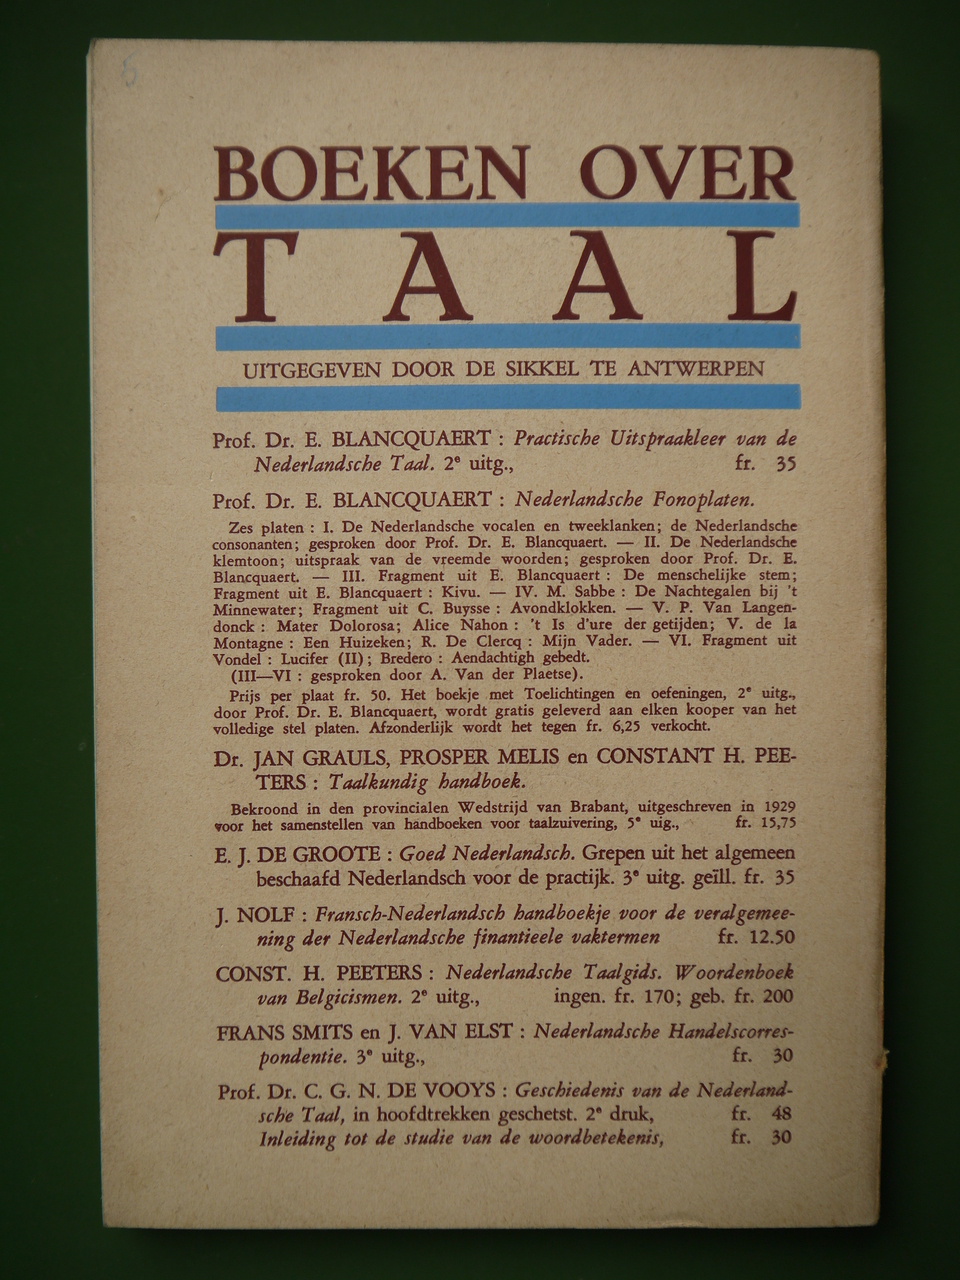 BOEKEN OVER
TAAL
UITGEGEVEN DOOR DE SIKKEL TE ANTWERPEN
Prof. Dr. E. BLANCQUAERT : Practische Uitspraakleer van de
Nederlandsche Taal. 2e uitg., fr. 35
Prof. Dr. E. BLANCQUAERT : Nederlandsche Fonoplaten.
Zes platen : I. De Nederlandsche vocalen en tweeklanken; de Nederlandsche
consonanten; gesproken door Prof. Dr. E. Blancquaert. — II. De Nederlandsche
klemtoon; uitspraak van de vreemde woorden; gesproken door Prof. Dr. E.
Blancquaert. — III. Fragment uit E. Blancquaert : De menschelijke stem;
Fragment uit E. Blancquaert : Kivu. — IV. M. Sabbe : De Nachtegalen bij 't
Minnewater; Fragment uit C. Buysse : Avondklokken. — V. P. Van Langen-
donck : Mater Dolorosa; Alice Nahon : 't Is d'ure der getijden; V. de la
Montagne : Een Huizeken; R. De Clercq : Mijn Vader. — VI. Fragment uit
Vondel : Lucifer (II) ; Bredero : Aendachtigh gebedt.
(III—VI : gesproken door A. Van der Plaetse).
Prijs per plaat fr. 50. Het boekje met Toelichtingen en oefeningen, 2e uitg.,
door Prof. Dr. E. Blancquaert, wordt gratis geleverd aan elken kooper van het
volledige stel platen. Afzonderlijk wordt het tegen fr. 6,25 verkocht.
Dr. JAN GRAULS, PROSPER MELIS en CONSTANT H. PEE-
TERS : Taalkundig handboek.
Bekroond in den provincialen Wedstrijd van Brabant, uitgeschreven in 1929
voor het samenstellen van handboeken voor taalzuivering, 5e uig., fr. 15,75
E. J. DE GROOTE : Goed Nederlandsch. Grepen uit het algemeen
beschaafd Nederlandsch voor de practijk. 3e uitg. geïll. fr. 35
J. NOLF : Fransch-Nederlandsch handboekje voor de veralgemee-
ning der Nederlandsche finantieele vaktermen fr. 12.50
CONST. H. PEETERS : Nederlandsche Taalgids. Woordenboek
van Belgicismen. 2e uitg., ingen. fr. 170; geb. fr. 200
FRANS SMITS en J. VAN ELST : Nederlandsche Handelscorres-
pondentie. 3e uitg., fr. 30
Prof. Dr. C. G. N. DE VOOYS : Geschiedenis van de Nederland-
sche Taal, in hoofdtrekken geschetst. 2e druk, fr. 48
Inleiding tot de studie van de woordbetekenis, fr. 30